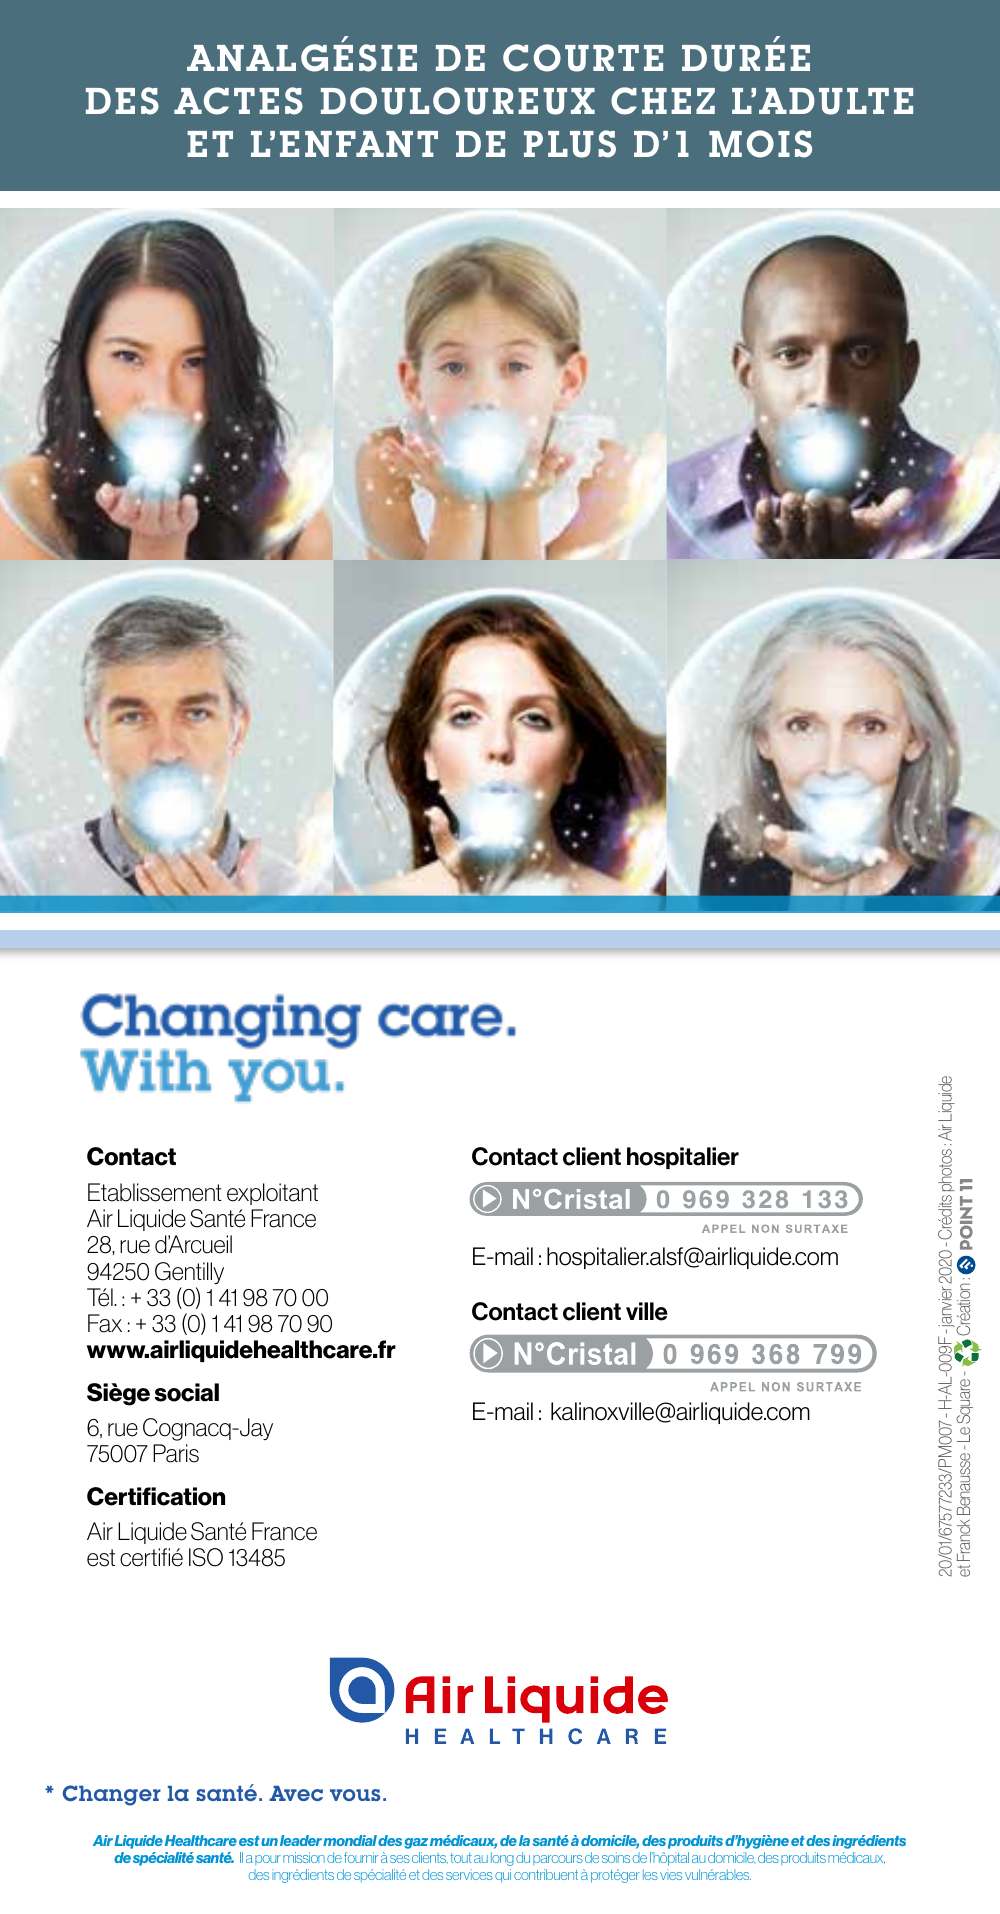 ANALGÉSIE DE COURTE DURÉE
DES ACTES DOULOUREUX CHEZ L'ADULTE
ET L'ENFANT DE PLUS D'1 MOIS
Changing care.
With you.
Contact
Etablissement exploitant
Air Liquide Santé France
28, rue d'Arcueil
94250 Gentilly
Tél. : + 33 (0) 1 41 98 70 00
Fax : + 33 (0) 1 41 98 70 90
www.airliquidehealthcare.fr
Siège social
6, rue Cognacq-Jay
75007 Paris
Certification
Air Liquide Santé France
est certifié ISO 13485
Contact client hospitalier
N°Cristal 0 969 328 133
APPEL NON SURTAXE
E-mail : hospitalier.alsf@airliquide.com
Contact client ville
N°Cristal 0 969 368 799
APPEL NON SURTAXE
E-mail : kalinoxville@airliquide.com
20/01/67577233/PM007 - H-AL-009F - janvier 2020 - Crédits photos : Air Liquide
et Franck Benausse - Le Square - Création : POINT 11
Air Liquide
HEALTHCARE
* Changer la santé. Avec vous.
Air Liquide Healthcare est un leader mondial des gaz médicaux, de la santé à domicile, des produits d'hygiène et des ingrédients
de spécialité santé. Il a pour mission de fournir à ses clients, tout au long du parcours de soins de l'hôpital au domicile, des produits médicaux,
des ingrédients de spécialité et des services qui contribuent à protéger les vies vulnérables.